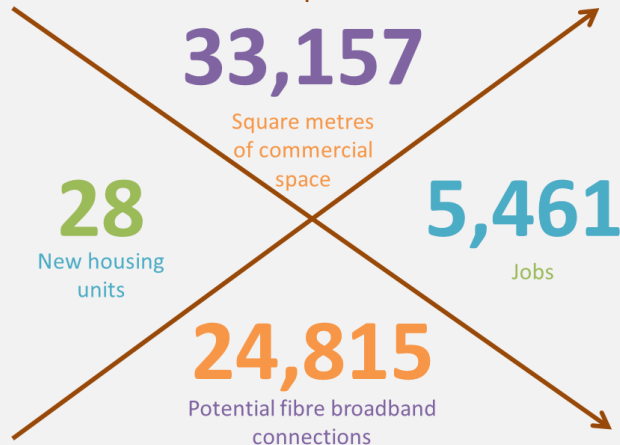 33,157
Square metres
of commercial
space
28
New housing
units
5,461
Jobs
24,815
Potential fibre broadband
connections